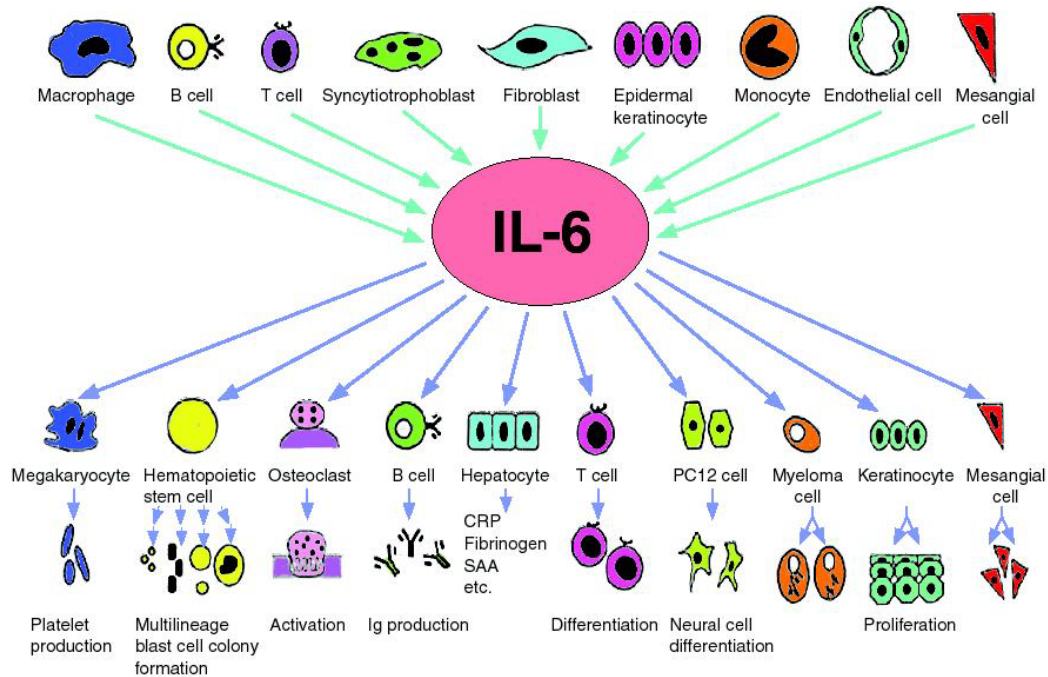 Macrophage B cell T cell Syncytiotrophoblast Fibroblast Epidermal keratinocyte Monocyte Endothelial cell Mesangial cell
IL-6
Megakaryocyte Hematopoietic stem cell Osteoclast B cell Hepatocyte T cell PC12 cell Myeloma cell Keratinocyte Mesangial cell
CRP
Fibrinogen
SAA
etc.
Platelet production Multilineage blast cell colony formation Activation Ig production Differentiation Neural cell differentiation Proliferation